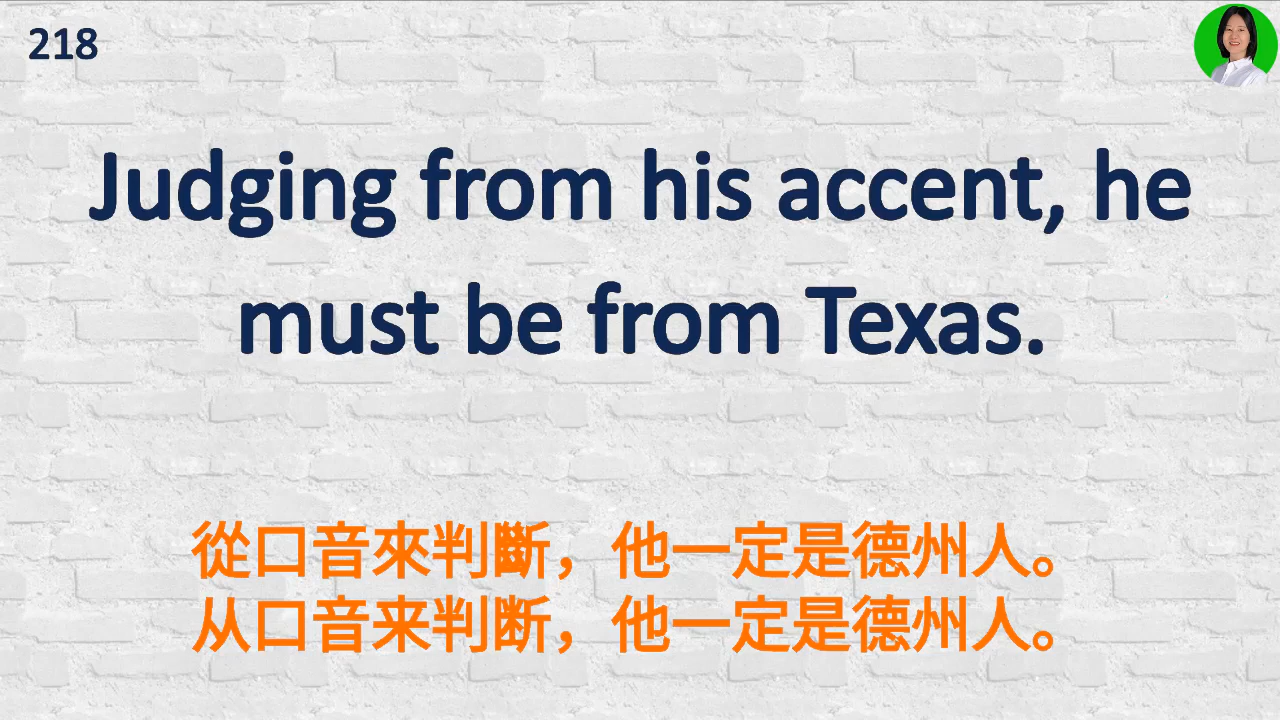 218
Judging from his accent, he
must be from Texas.
從口音來判斷，他一定是德州人。
从口音来判断，他一定是德州人。